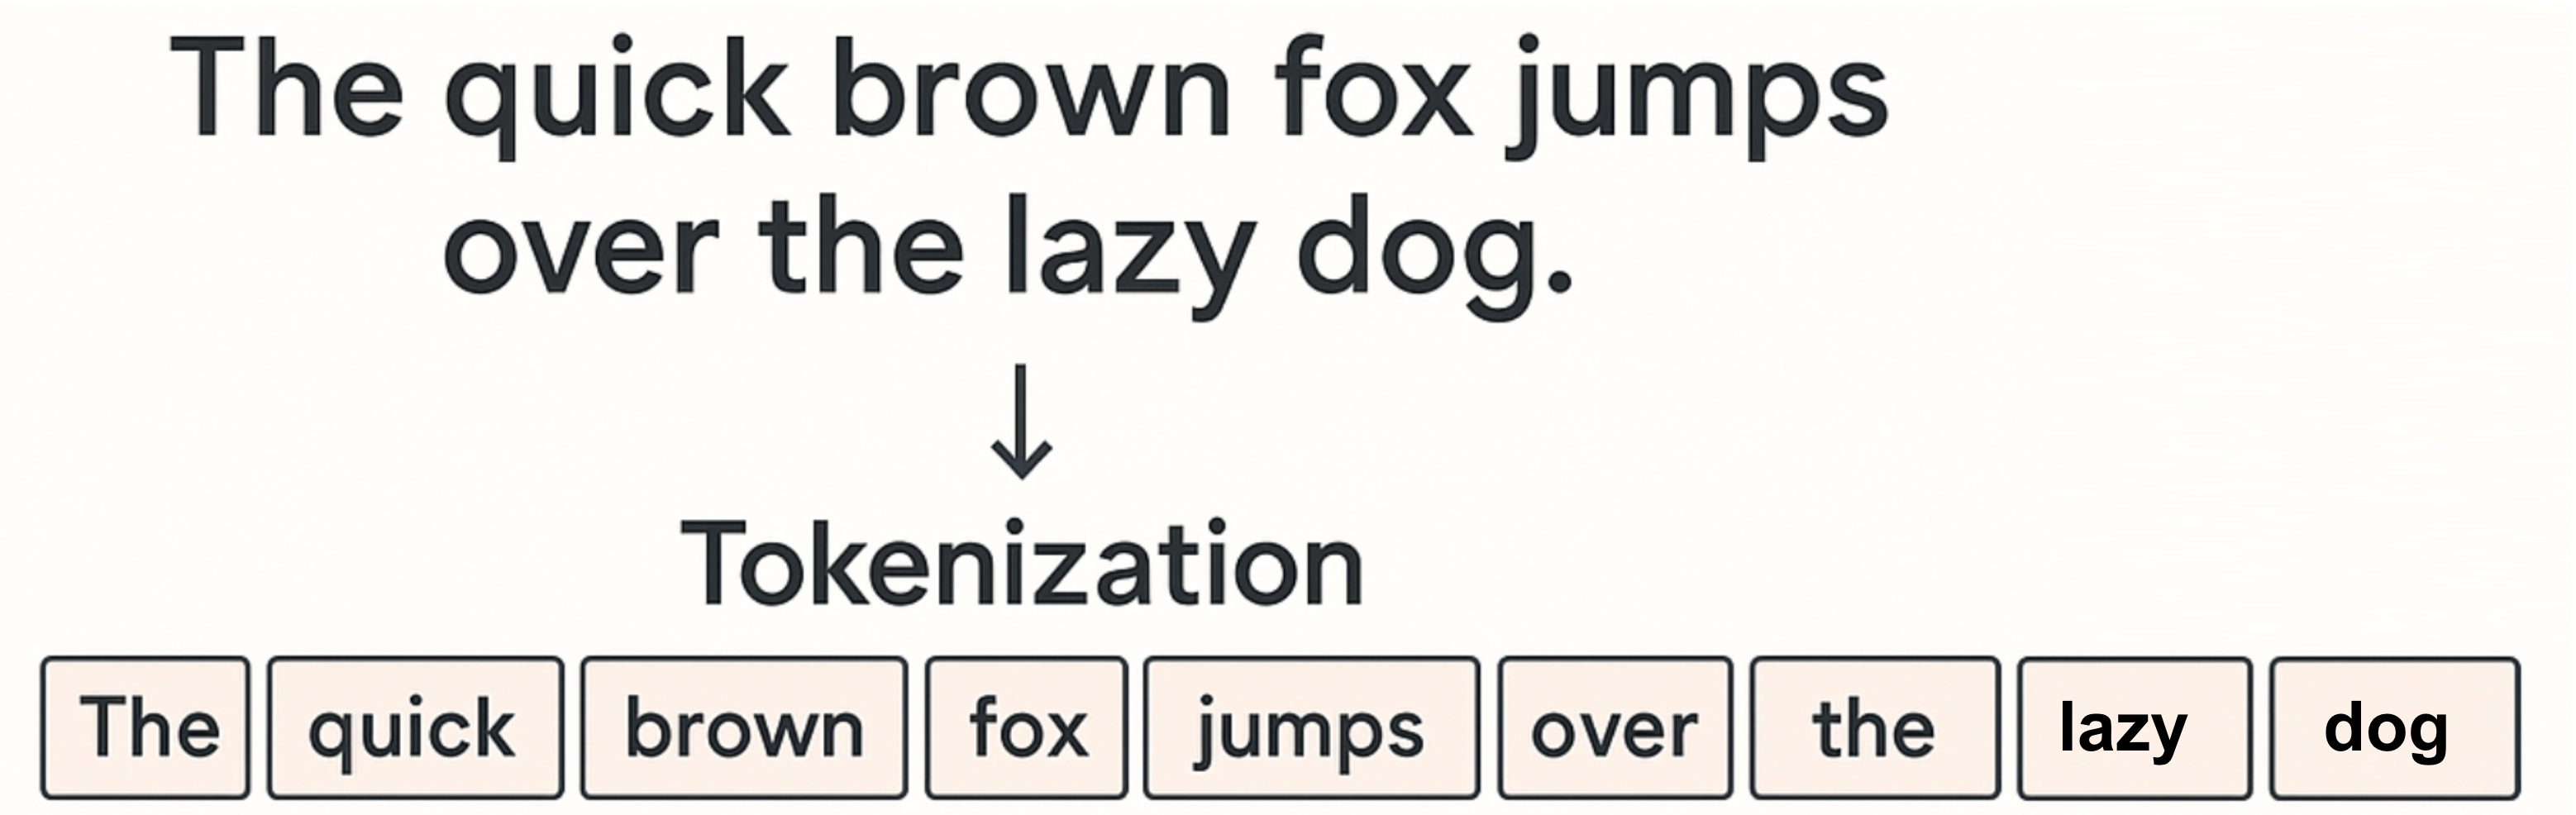 The quick brown fox jumps
over the lazy dog.
Tokenization
The quick brown fox jumps over the lazy dog